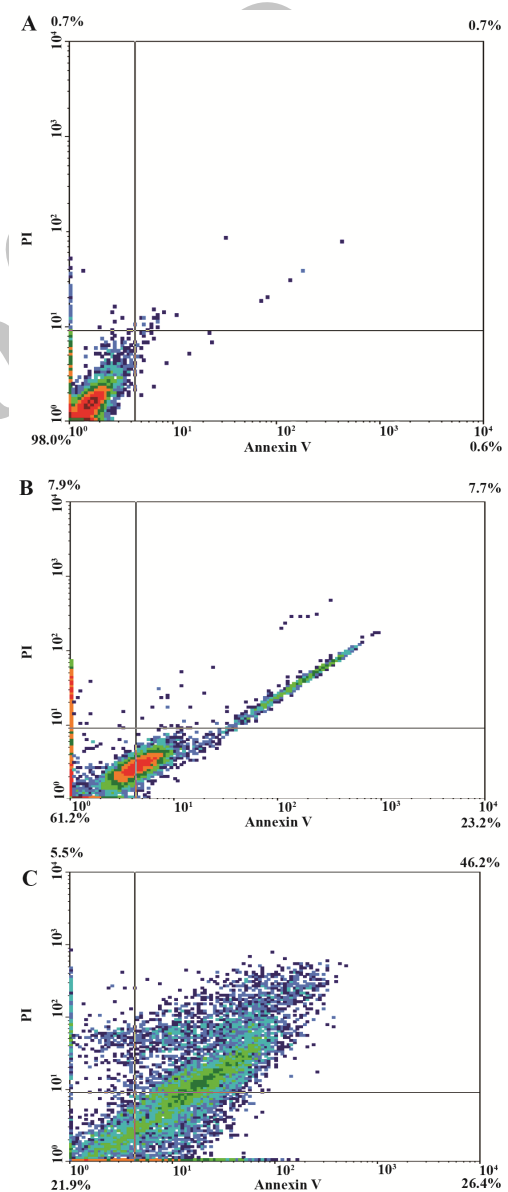 A 0.7% 0.7%
10⁴
10³
10²
10¹
10⁰
PI
10⁰ 10¹ 10² 10³ 10⁴
98.0% Annexin V 0.6%
B 7.9% 7.7%
10⁴
10³
10²
10¹
10⁰
PI
10⁰ 10¹ 10² 10³ 10⁴
61.2% Annexin V 23.2%
C 5.5% 46.2%
10⁴
10³
10²
10¹
10⁰
PI
10⁰ 10¹ 10² 10³ 10⁴
21.9% Annexin V 26.4%